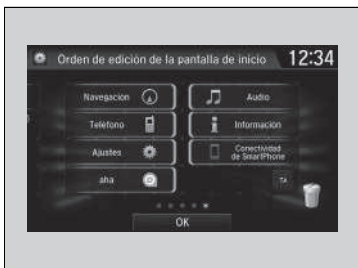 Orden de edición de la pantalla de inicio 12:34
Navegación
Audio
Teléfono
Información
Ajustes
Conectividad
de SmartPhone
aha
TA
OK